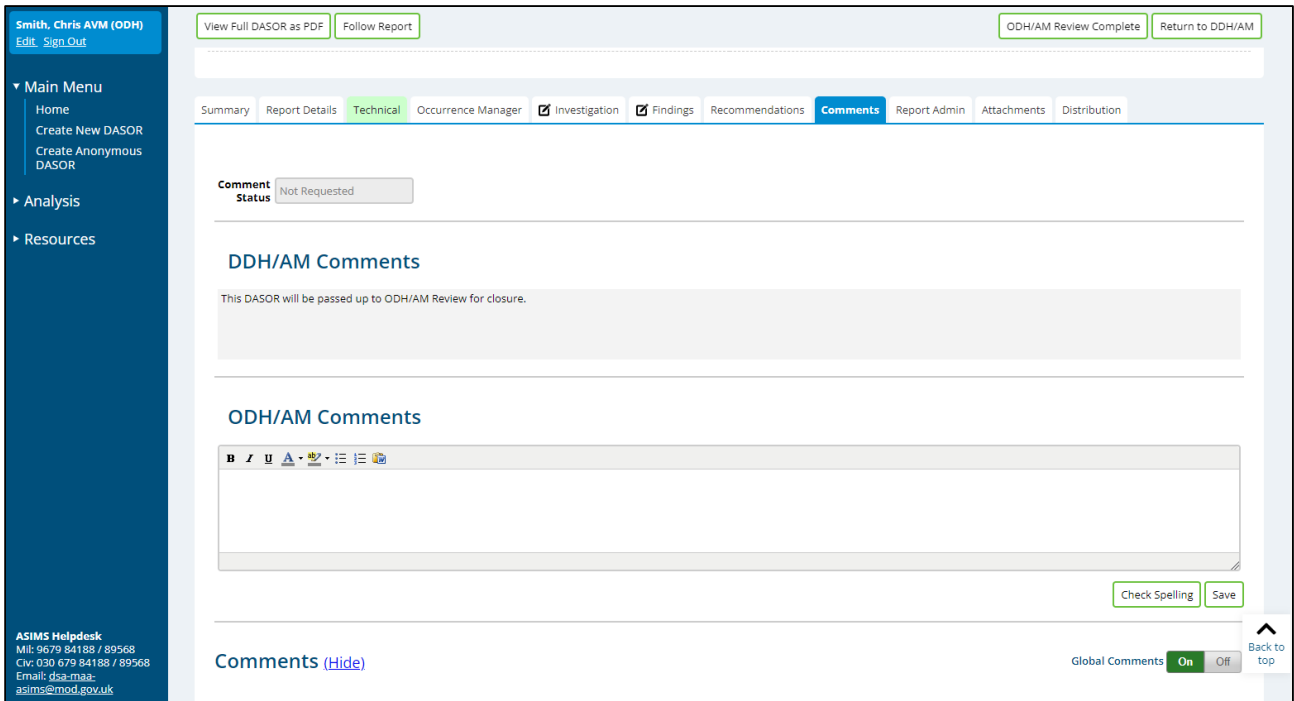 Smith, Chris AVM (ODH)
Edit Sign Out
View Full DASOR as PDF Follow Report ODH/AM Review Complete Return to DDH/AM
Main Menu
Home
Create New DASOR
Create Anonymous
DASOR
Analysis
Resources
Summary Report Details Technical Occurrence Manager Investigation Findings Recommendations Comments Report Admin Attachments Distribution
Comment
Status
Not Requested
DDH/AM Comments
This DASOR will be passed up to ODH/AM Review for closure.
ODH/AM Comments
B I U A ab
Check Spelling Save
Comments (Hide)
Global Comments On Off
Back to
top
ASIMS Helpdesk
Mil: 9679 84188 / 89568
Civ: 030 679 84188 / 89568
Email: dsa-maa-
asims@mod.gov.uk